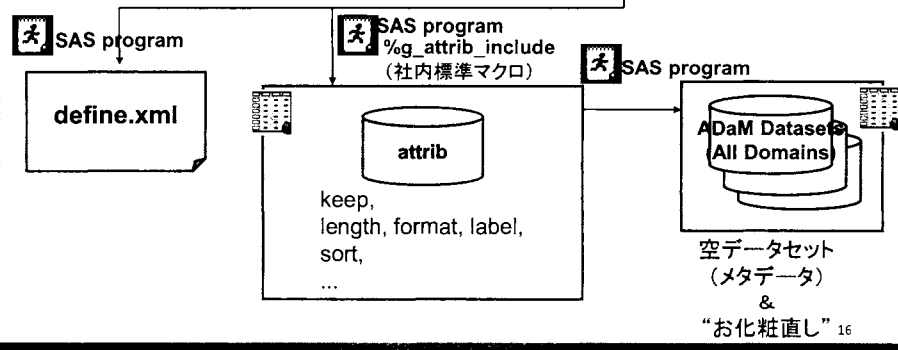 SAS program
define.xml
SAS program
%g_attrib_include
(社内標準マクロ)
attrib
keep,
length, format, label,
sort,
...
SAS program
ADaM Datasets
(All Domains)
空データセット
(メタデータ)
&
“お化粧直し”
16